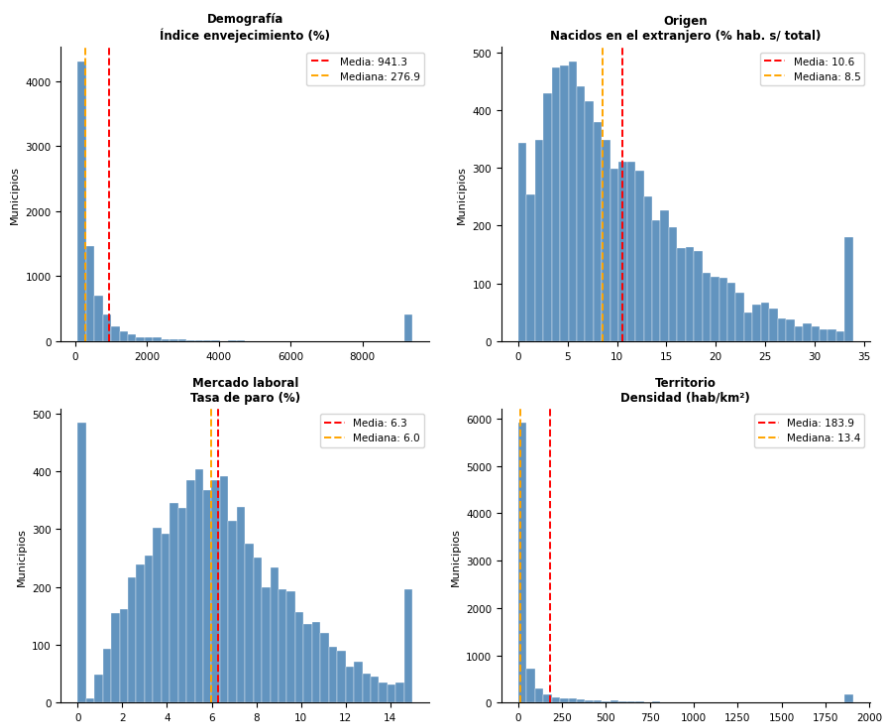 Demografía
Índice envejecimiento (%)
Media: 941.3
Mediana: 276.9
Municipios
4000
3000
2000
1000
0
0
2000
4000
6000
8000
Origen
Nacidos en el extranjero (% hab. s/ total)
Media: 10.6
Mediana: 8.5
Municipios
500
400
300
200
100
0
0
5
10
15
20
25
30
35
Mercado laboral
Tasa de paro (%)
Media: 6.3
Mediana: 6.0
Municipios
500
400
300
200
100
0
0
2
4
6
8
10
12
14
Territorio
Densidad (hab/km²)
Media: 183.9
Mediana: 13.4
Municipios
6000
5000
4000
3000
2000
1000
0
0
250
500
750
1000
1250
1500
1750
2000